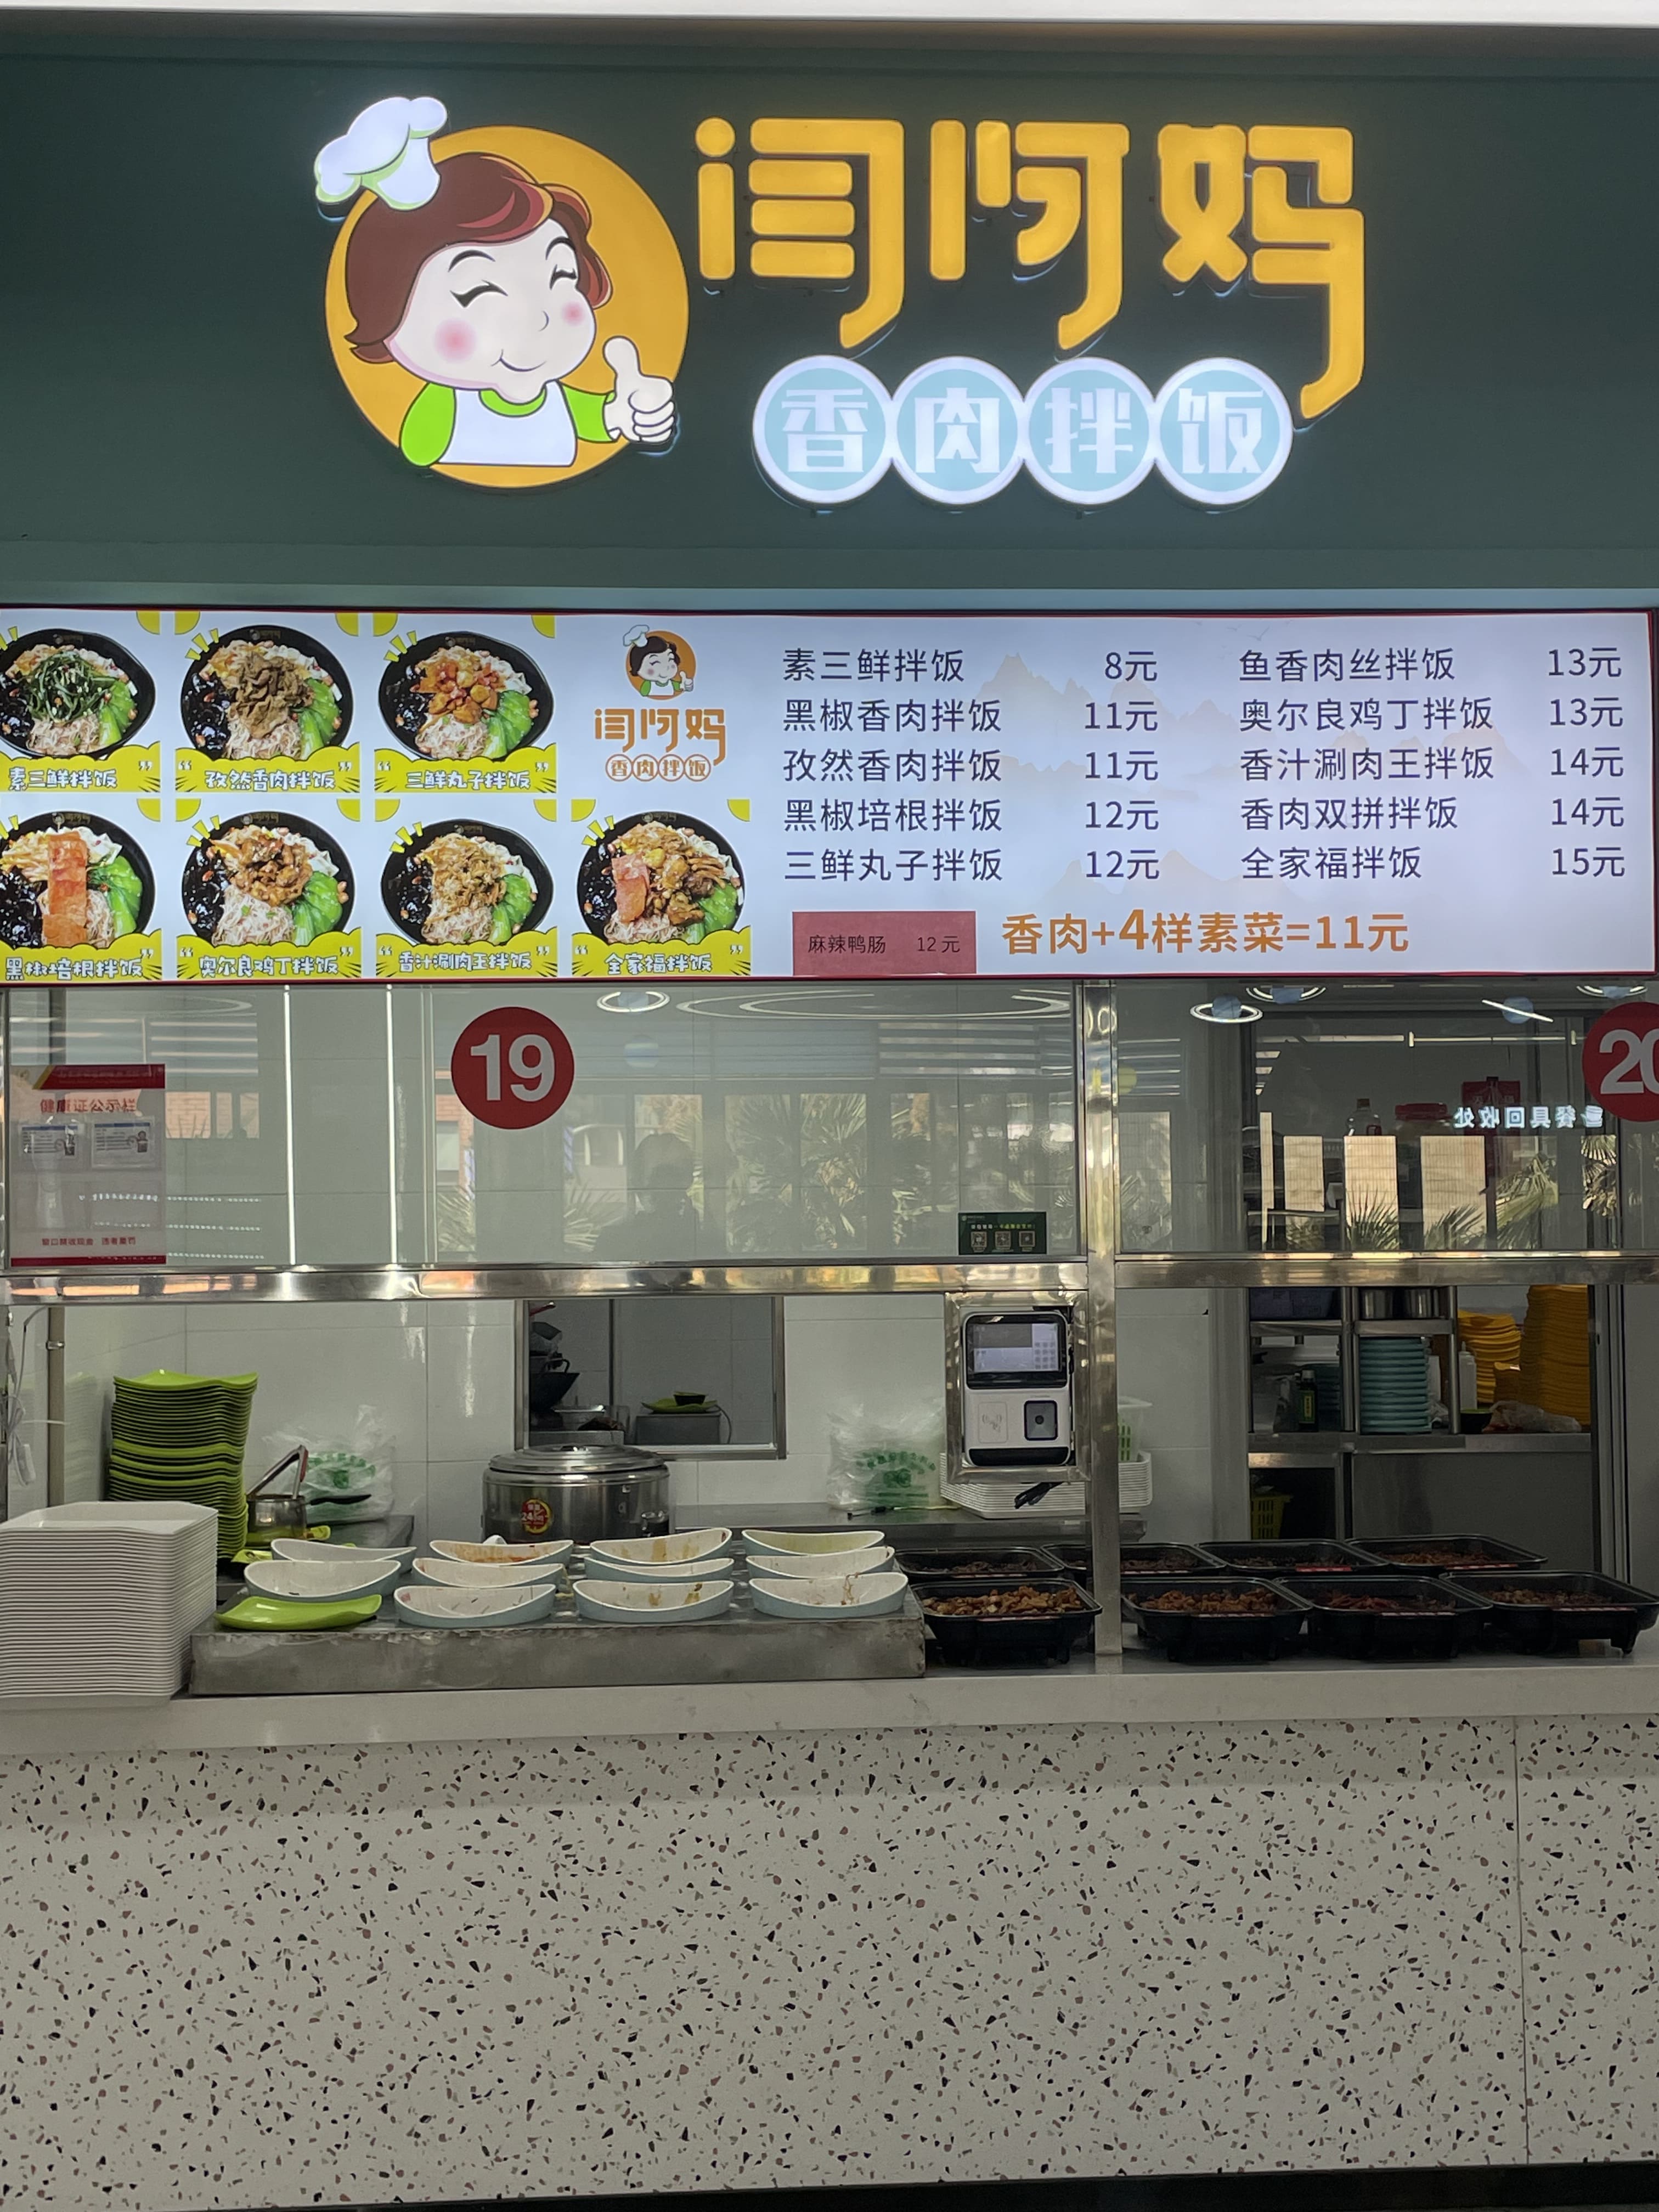 闫阿妈
香肉拌饭
素三鲜拌饭
孜然香肉拌饭
三鲜丸子拌饭
闫阿妈
香肉拌饭
黑椒培根拌饭
奥尔良鸡丁拌饭
香汁涮肉王拌饭
全家福拌饭
素三鲜拌饭 8元
黑椒香肉拌饭 11元
孜然香肉拌饭 11元
黑椒培根拌饭 12元
三鲜丸子拌饭 12元
鱼香肉丝拌饭 13元
奥尔良鸡丁拌饭 13元
香汁涮肉王拌饭 14元
香肉双拼拌饭 14元
全家福拌饭 15元
麻辣鸭肠 12元
香肉+4样素菜=11元
19
20
健康证公示栏
餐具回收处